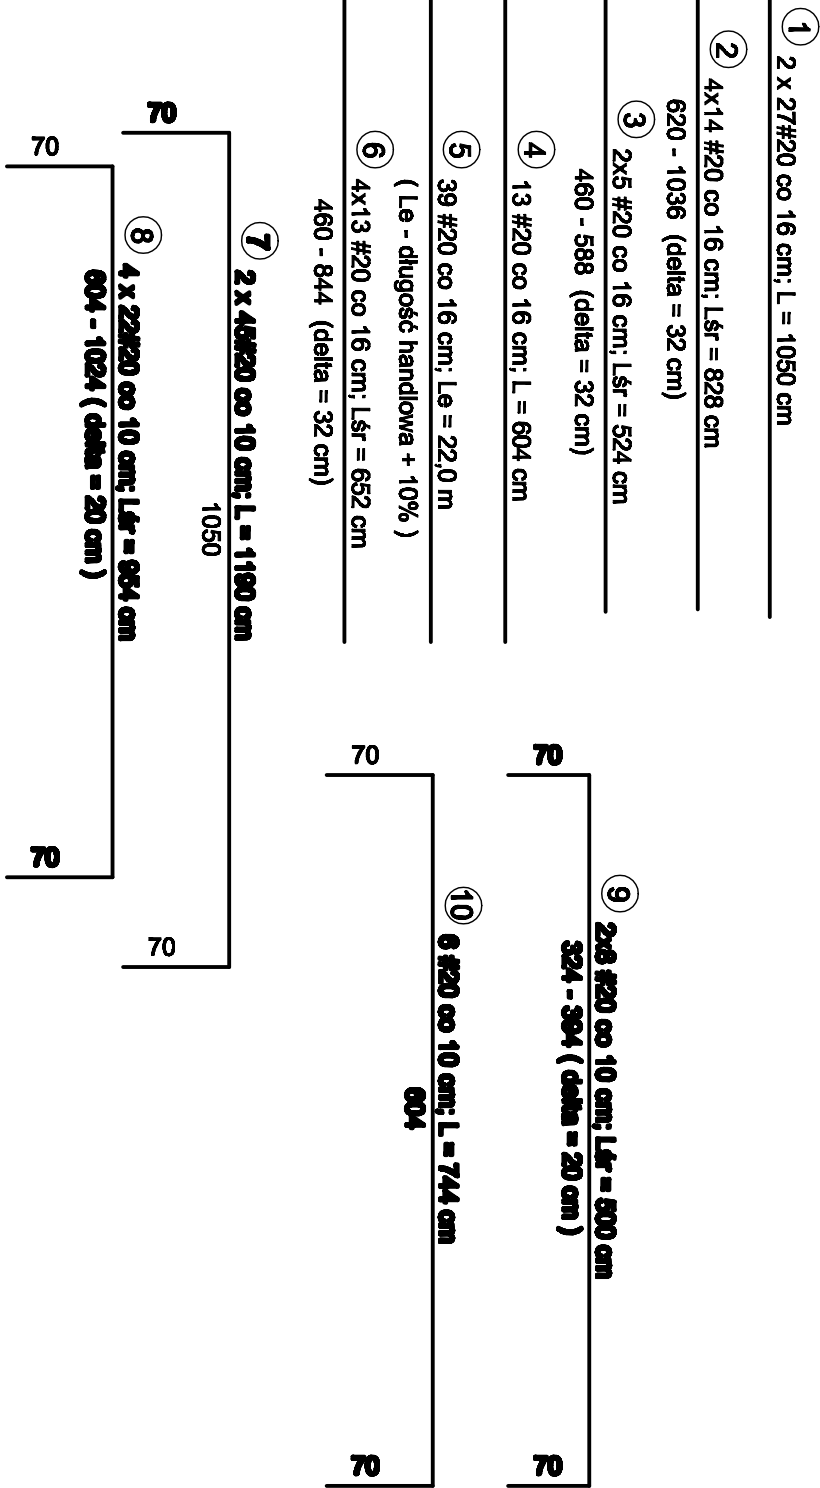 1
2 x 27#20 co 16 cm; L = 1050 cm
2
4x14 #20 co 16 cm; Lśr = 828 cm
620 - 1036 (delta = 32 cm)
3
2x5 #20 co 16 cm; Lśr = 524 cm
460 - 588 (delta = 32 cm)
4
13 #20 co 16 cm; L = 604 cm
5
39 #20 co 16 cm; Le = 22,0 m
( Le - długość handlowa + 10% )
6
4x13 #20 co 16 cm; Lśr = 652 cm
460 - 844 (delta = 32 cm)
7
2 x 45#20 co 10 cm; L = 1190 cm
70
1050
70
8
4 x 22#20 co 10 cm; Lśr = 954 cm
70
604 - 1024 ( delta = 20 cm )
70
9
#20 co 10 cm; Lśr = 500 cm
70
( delta = 20 cm )
70
10
6 #20 co 10 cm; L = 744 cm
70
604
70